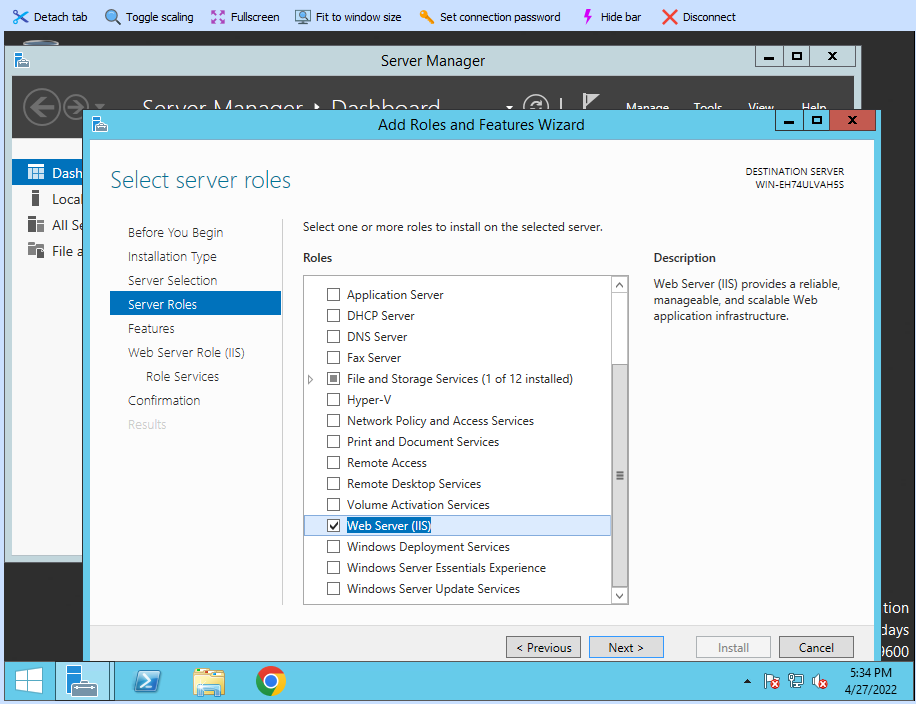 Detach tab
Toggle scaling
Fullscreen
Fit to window size
Set connection password
Hide bar
Disconnect
Server Manager
Server Manager
Dashboard
Manage
Tools
View
Help
Add Roles and Features Wizard
Dash
Local
All Se
File a
Select server roles
DESTINATION SERVER
WIN-EH74ULVAH5S
Before You Begin
Installation Type
Server Selection
Server Roles
Features
Web Server Role (IIS)
Role Services
Confirmation
Results
Select one or more roles to install on the selected server.
Roles
Application Server
DHCP Server
DNS Server
Fax Server
File and Storage Services (1 of 12 installed)
Hyper-V
Network Policy and Access Services
Print and Document Services
Remote Access
Remote Desktop Services
Volume Activation Services
Web Server (IIS)
Windows Deployment Services
Windows Server Essentials Experience
Windows Server Update Services
Description
Web Server (IIS) provides a reliable,
manageable, and scalable Web
application infrastructure.
< Previous
Next >
Install
Cancel
tion
days
9600
5:34 PM
4/27/2022